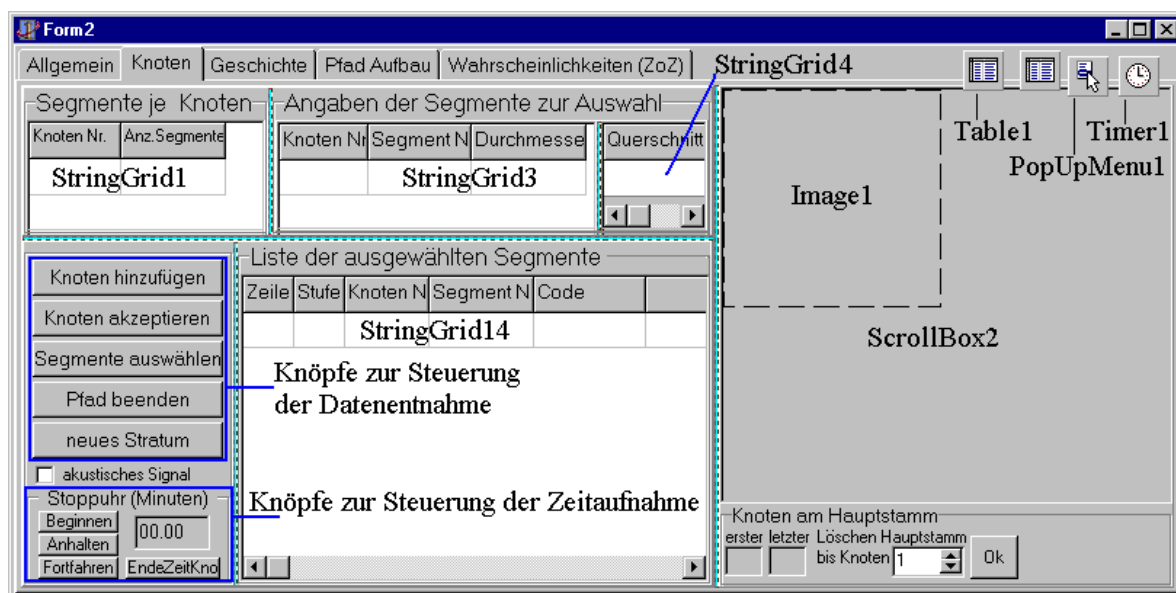 Form2
Allgemein Knoten Geschichte Pfad Aufbau Wahrscheinlichkeiten (ZoZ)
StringGrid4
Segmente je Knoten
Knoten Nr. Anz.Segmente
StringGrid1
Angaben der Segmente zur Auswahl
Knoten Nr Segment N Durchmesse
Querschnitt
StringGrid3
Table1
Timer1
PopUpMenu1
Image1
ScrollBox2
Knoten hinzufügen
Knoten akzeptieren
Segmente auswählen
Pfad beenden
neues Stratum
akustisches Signal
Stoppuhr (Minuten)
Beginnen
00.00
Anhalten
Fortfahren EndeZeitKno
Liste der ausgewählten Segmente
Zeile Stufe Knoten N Segment N Code
StringGrid14
Knöpfe zur Steuerung
der Datenentnahme
Knöpfe zur Steuerung der Zeitaufnahme
Knoten am Hauptstamm
erster letzter Löschen Hauptstamm
bis Knoten 1
Ok